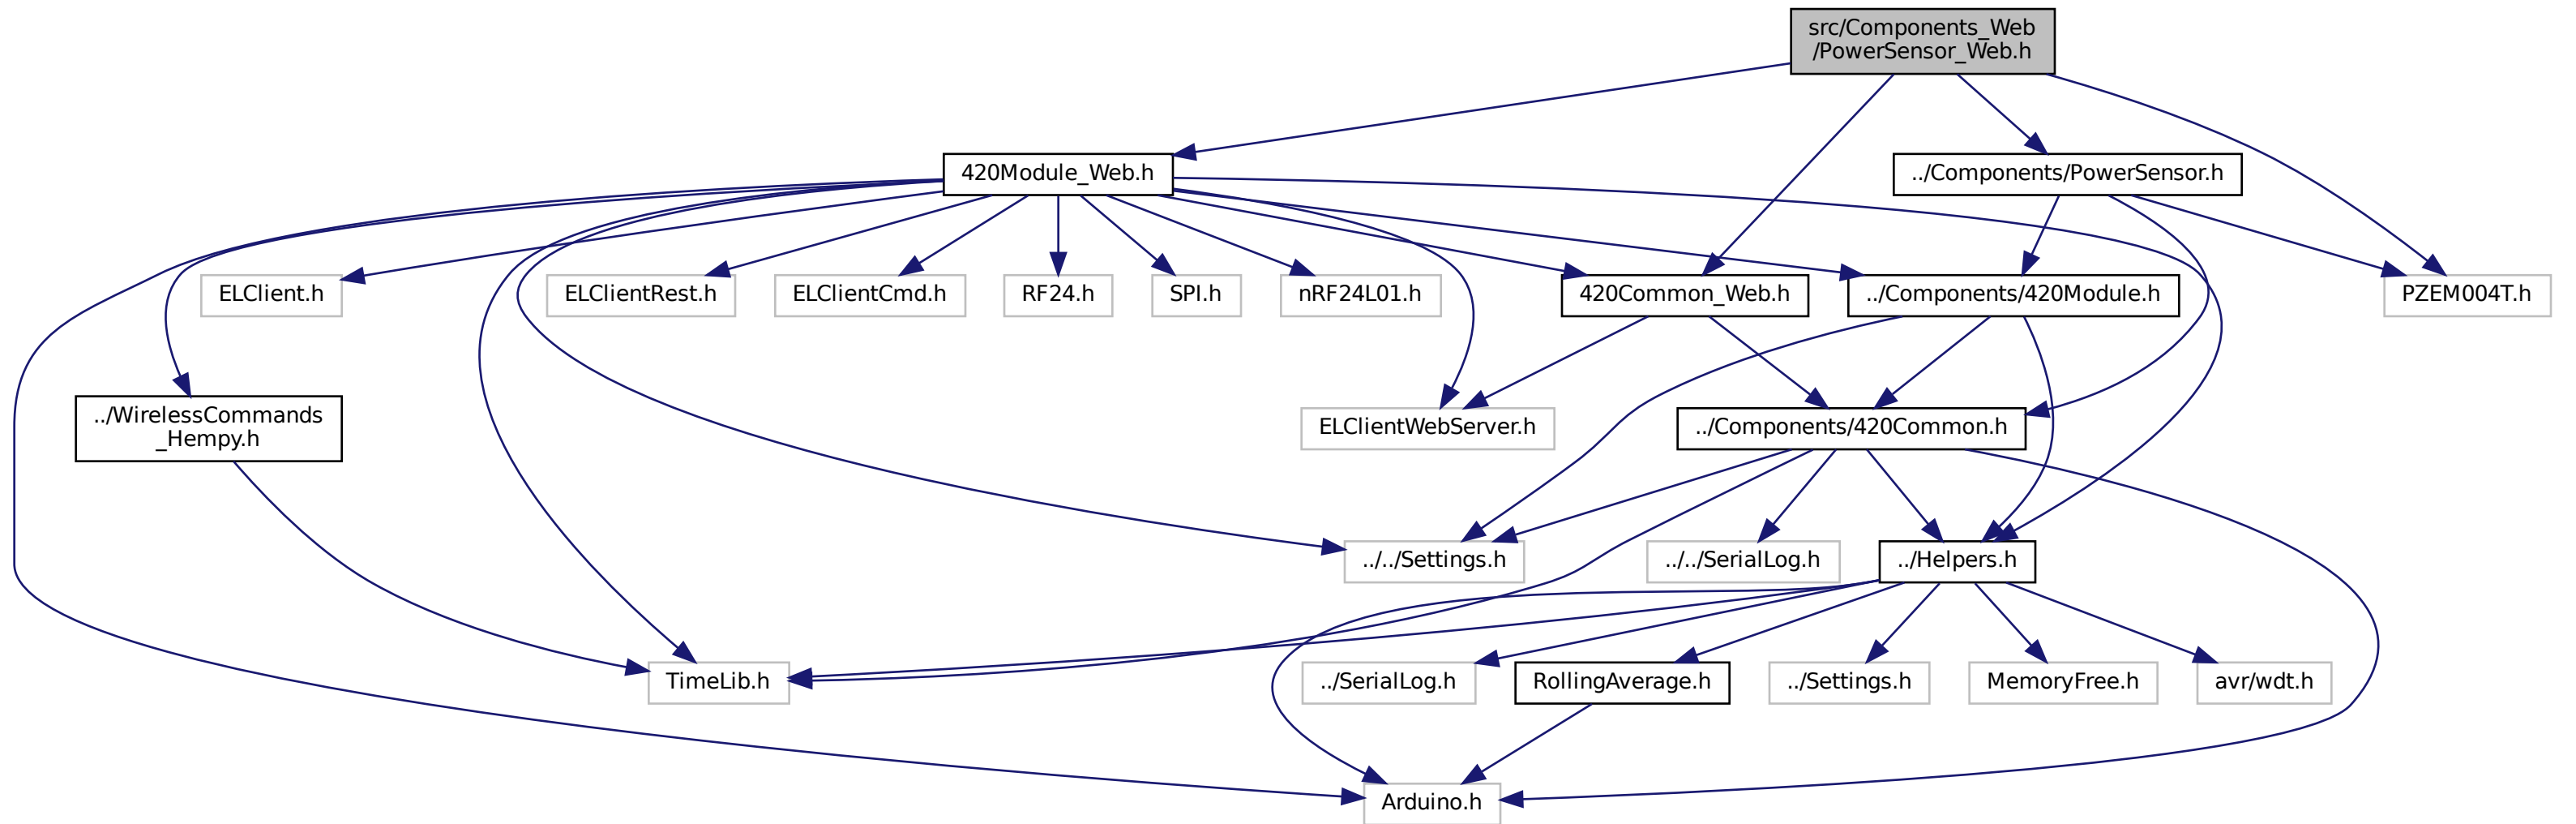 src/Components_Web
/PowerSensor_Web.h
420Module_Web.h
../Components/PowerSensor.h
ELClient.h
ELClientRest.h
ELClientCmd.h
RF24.h
SPI.h
nRF24L01.h
420Common_Web.h
../Components/420Module.h
PZEM004T.h
../WirelessCommands
_Hempy.h
ELClientWebServer.h
../Components/420Common.h
../../Settings.h
../../SerialLog.h
../Helpers.h
TimeLib.h
../SerialLog.h
RollingAverage.h
../Settings.h
MemoryFree.h
avr/wdt.h
Arduino.h